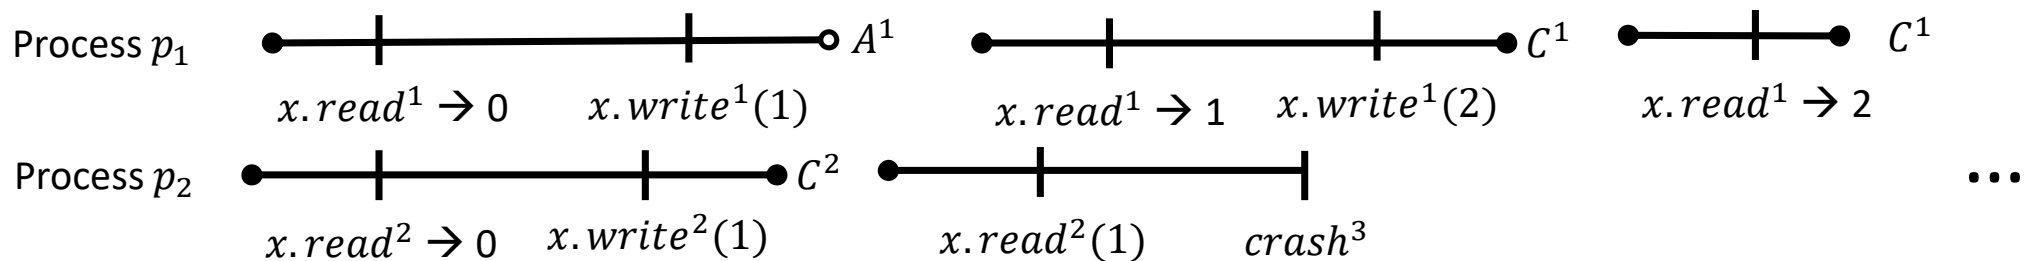 Process p₁ A¹ C¹ C¹
x.read¹ → 0 x.write¹(1) x.read¹ → 1 x.write¹(2) x.read¹ → 2
Process p₂ C² ...
x.read² → 0 x.write²(1) x.read²(1) crash³